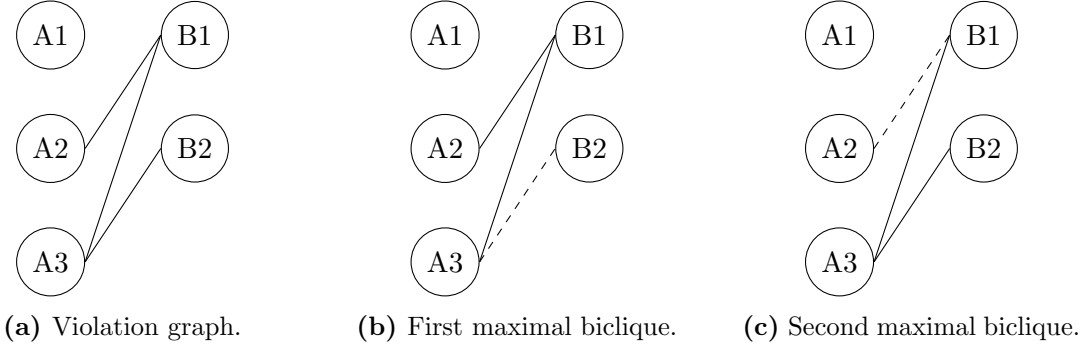 A1 B1 A1 B1 A1 B1
A2 B2 A2 B2 A2 B2
A3 A3 A3
(a) Violation graph. (b) First maximal biclique. (c) Second maximal biclique.